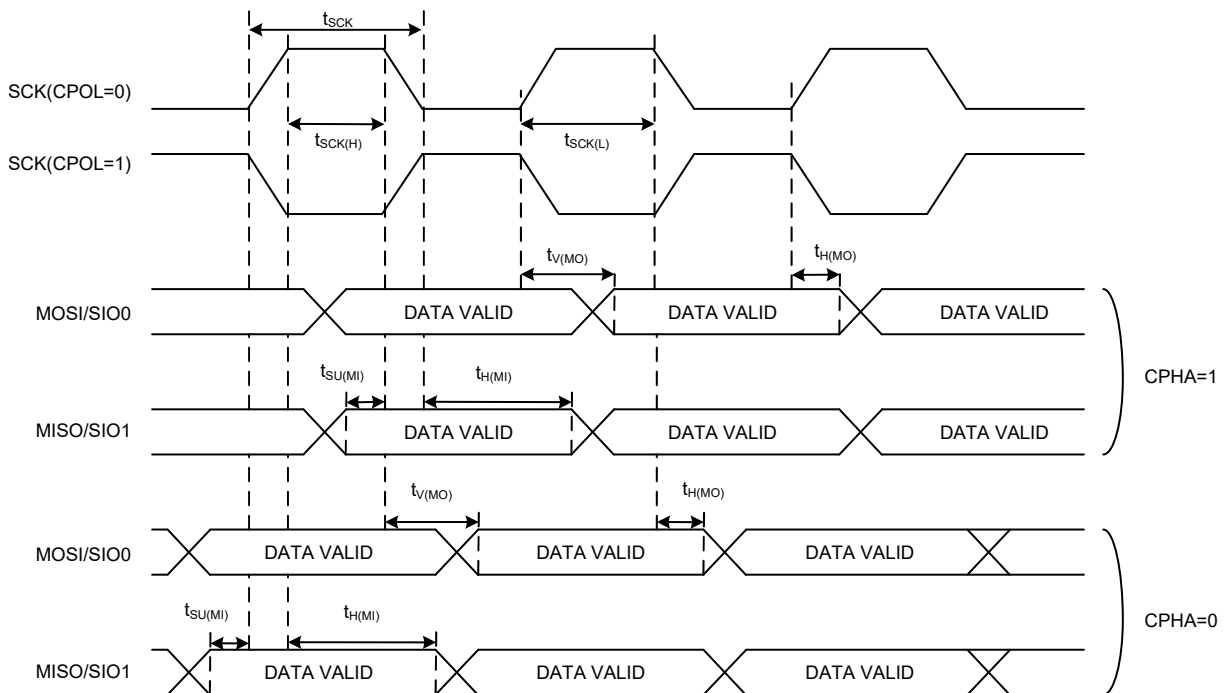 tSCK
SCK(CPOL=0)
tSCK(H)
tSCK(L)
SCK(CPOL=1)
tV(MO)
tH(MO)
MOSI/SIO0
DATA VALID
DATA VALID
DATA VALID
CPHA=1
tSU(MI)
tH(MI)
MISO/SIO1
DATA VALID
DATA VALID
DATA VALID
tV(MO)
tH(MO)
MOSI/SIO0
DATA VALID
DATA VALID
DATA VALID
CPHA=0
tSU(MI)
tH(MI)
MISO/SIO1
DATA VALID
DATA VALID
DATA VALID